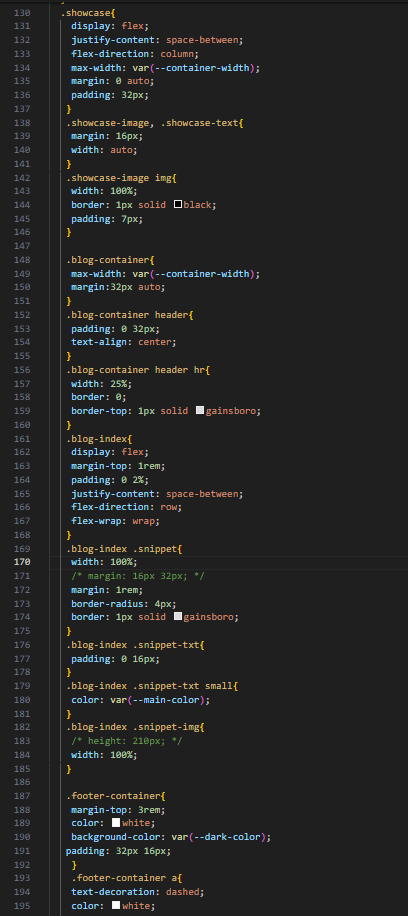 130 .showcase{
131 display: flex;
132 justify-content: space-between;
133 flex-direction: column;
134 max-width: var(--container-width);
135 margin: 0 auto;
136 padding: 32px;
137 }
138 .showcase-image, .showcase-text{
139 margin: 16px;
140 width: auto;
141 }
142 .showcase-image img{
143 width: 100%;
144 border: 1px solid black;
145 padding: 7px;
146 }
147
148 .blog-container{
149 max-width: var(--container-width);
150 margin:32px auto;
151 }
152 .blog-container header{
153 padding: 0 32px;
154 text-align: center;
155 }
156 .blog-container header hr{
157 width: 25%;
158 border: 0;
159 border-top: 1px solid gainsboro;
160 }
161 .blog-index{
162 display: flex;
163 margin-top: 1rem;
164 padding: 0 2%;
165 justify-content: space-between;
166 flex-direction: row;
167 flex-wrap: wrap;
168 }
169 .blog-index .snippet{
170 width: 100%;
171 /* margin: 16px 32px; */
172 margin: 1rem;
173 border-radius: 4px;
174 border: 1px solid gainsboro;
175 }
176 .blog-index .snippet-txt{
177 padding: 0 16px;
178 }
179 .blog-index .snippet-txt small{
180 color: var(--main-color);
181 }
182 .blog-index .snippet-img{
183 /* height: 210px; */
184 width: 100%;
185 }
186
187 .footer-container{
188 margin-top: 3rem;
189 color: white;
190 background-color: var(--dark-color);
191 padding: 32px 16px;
192 }
193 .footer-container a{
194 text-decoration: dashed;
195 color: white;